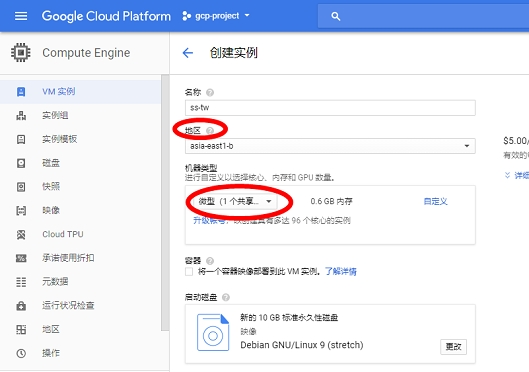 Google Cloud Platform
gcp-project
Compute Engine
创建实例
VM 实例
实例组
实例模板
磁盘
快照
映像
Cloud TPU
承诺使用折扣
元数据
运行状况检查
地区
操作
名称
ss-tw
地区
asia-east1-b
机器类型
进行自定义以选择核心、内存和 GPU 数量。
微型（1 个共享...
0.6 GB 内存
自定义
升级帐号，以创建具有多达 96 个核心的实例
容器
将一个容器映像部署到此 VM 实例。了解详情
启动磁盘
新的 10 GB 标准永久性磁盘
映像
Debian GNU/Linux 9 (stretch)
更改
$5.00/
有效的
详细